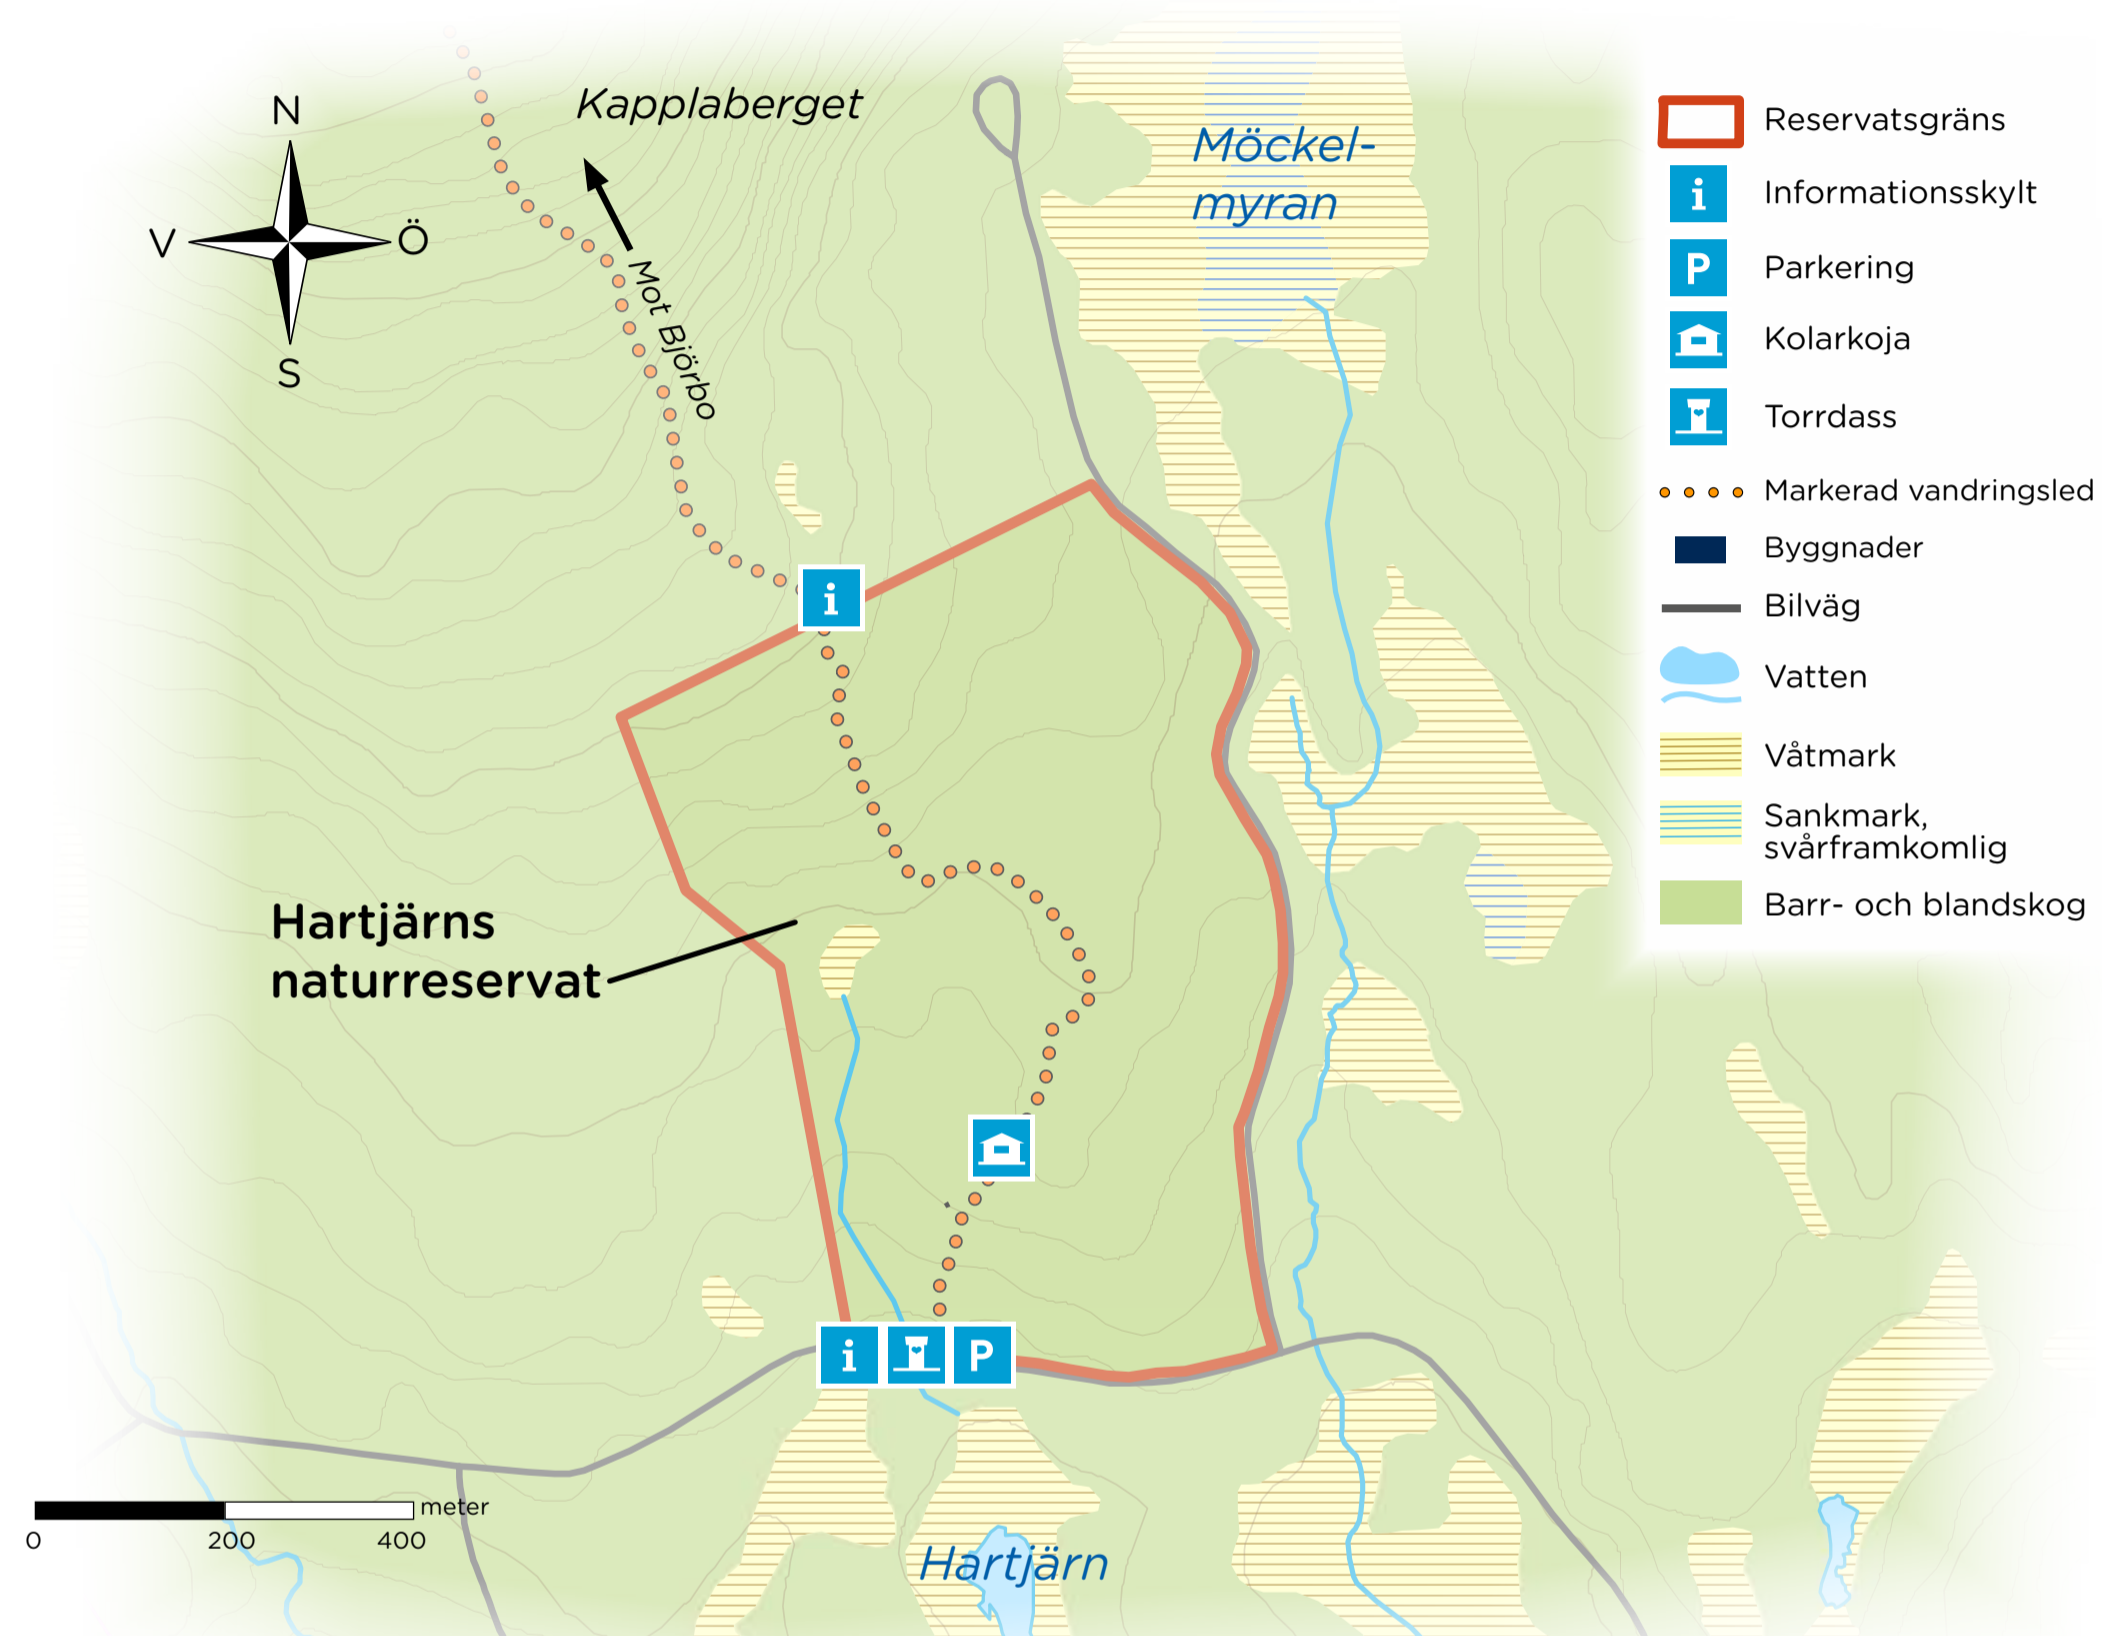 N
V
Ö
S
Kapplaberget
Mot Björbo
Möckel-
myran
Hartjärns
naturreservat
Hartjärn
i
i
P
meter
0 200 400
Reservatsgräns
i Informationsskylt
P Parkering
Kolarkoja
Torrdass
Markerad vandringsled
Byggnader
Bilväg
Vatten
Våtmark
Sankmark,
svårframkomlig
Barr- och blandskog